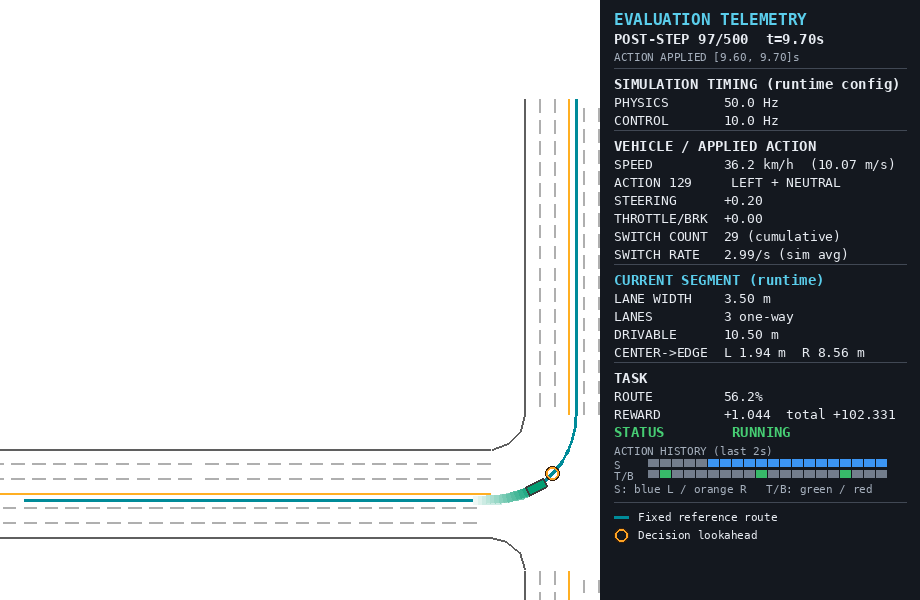 EVALUATION TELEMETRY
POST-STEP 97/500  t=9.70s
ACTION APPLIED [9.60, 9.70]s
SIMULATION TIMING (runtime config)
PHYSICS 50.0 Hz
CONTROL 10.0 Hz
VEHICLE / APPLIED ACTION
SPEED 36.2 km/h  (10.07 m/s)
ACTION 129 LEFT + NEUTRAL
STEERING +0.20
THROTTLE/BRK +0.00
SWITCH COUNT 29 (cumulative)
SWITCH RATE 2.99/s (sim avg)
CURRENT SEGMENT (runtime)
LANE WIDTH 3.50 m
LANES 3 one-way
DRIVABLE 10.50 m
CENTER->EDGE L 1.94 m  R 8.56 m
TASK
ROUTE 56.2%
REWARD +1.044  total +102.331
STATUS RUNNING
ACTION HISTORY (last 2s)
S
T/B
S: blue L / orange R   T/B: green / red
Fixed reference route
Decision lookahead